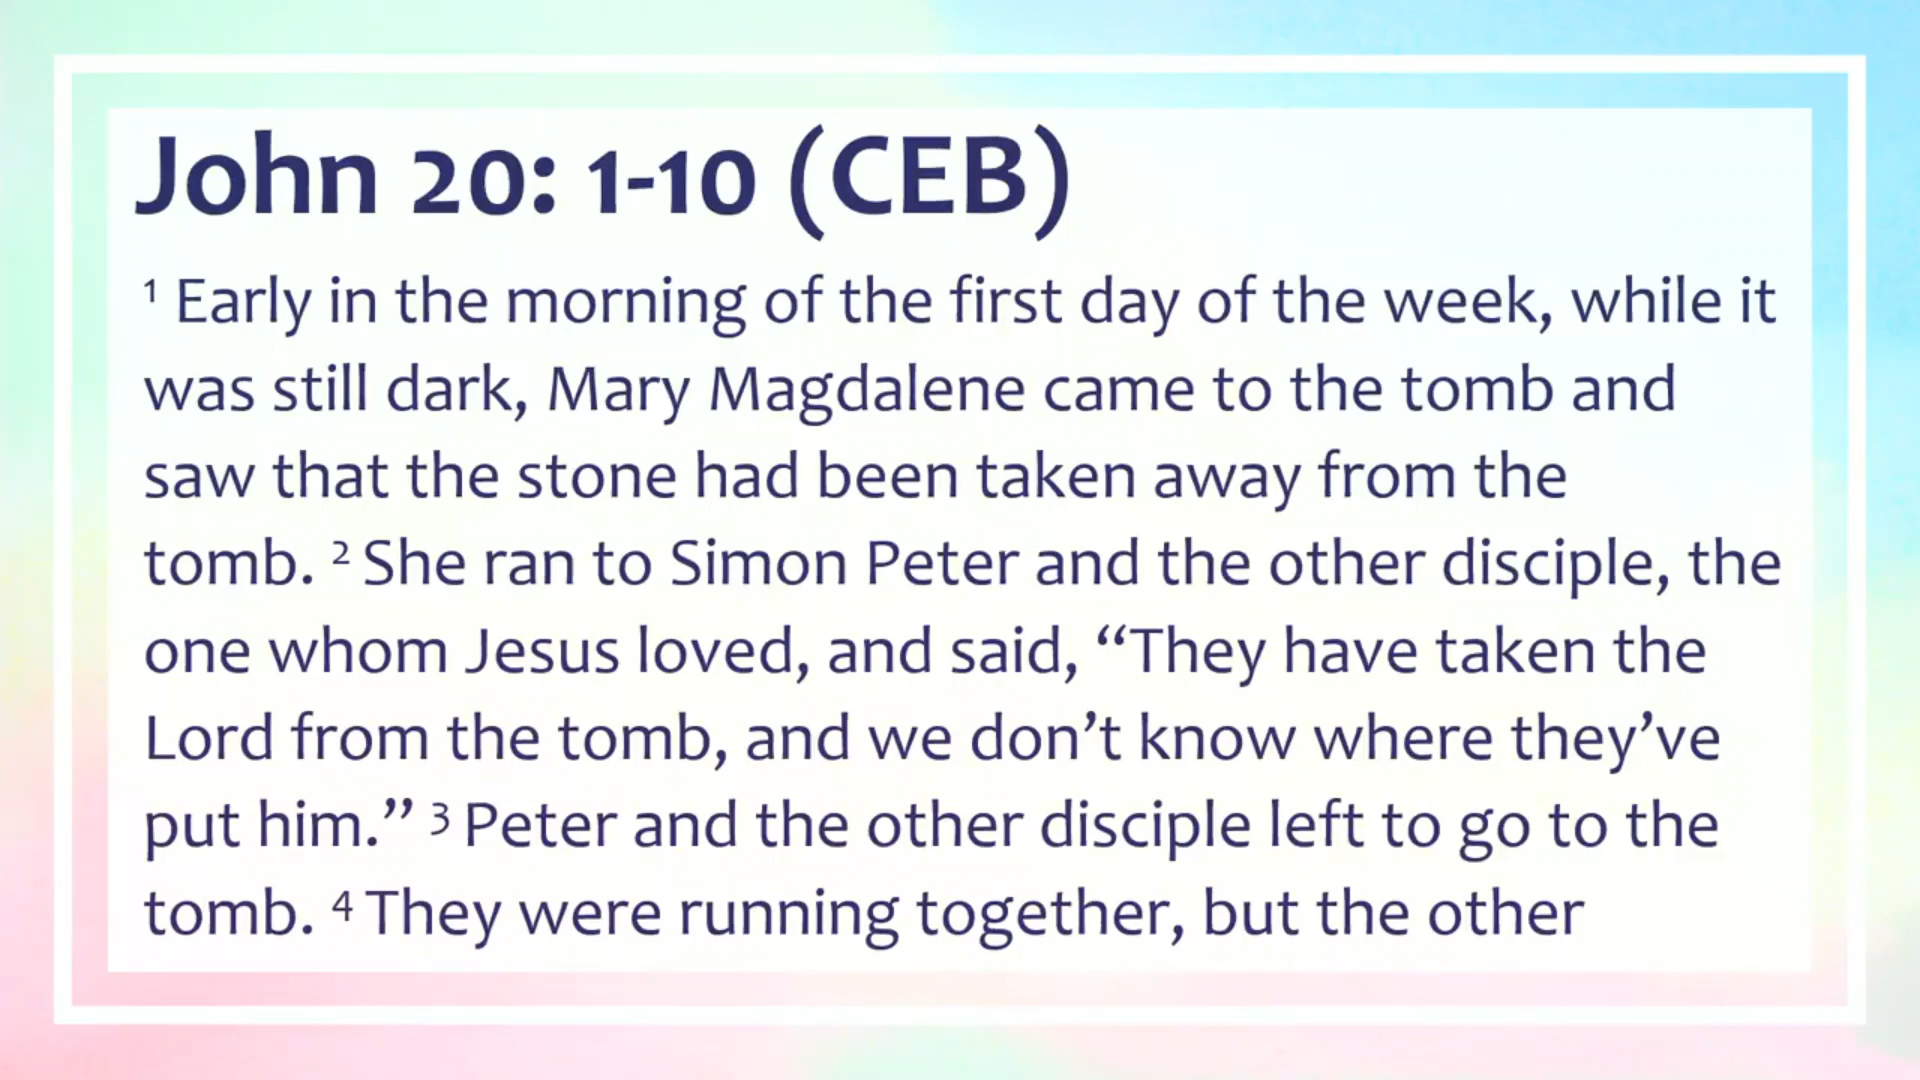 John 20: 1-10 (CEB)
¹ Early in the morning of the first day of the week, while it
was still dark, Mary Magdalene came to the tomb and
saw that the stone had been taken away from the
tomb. ² She ran to Simon Peter and the other disciple, the
one whom Jesus loved, and said, “They have taken the
Lord from the tomb, and we don’t know where they’ve
put him.” ³ Peter and the other disciple left to go to the
tomb. ⁴ They were running together, but the other